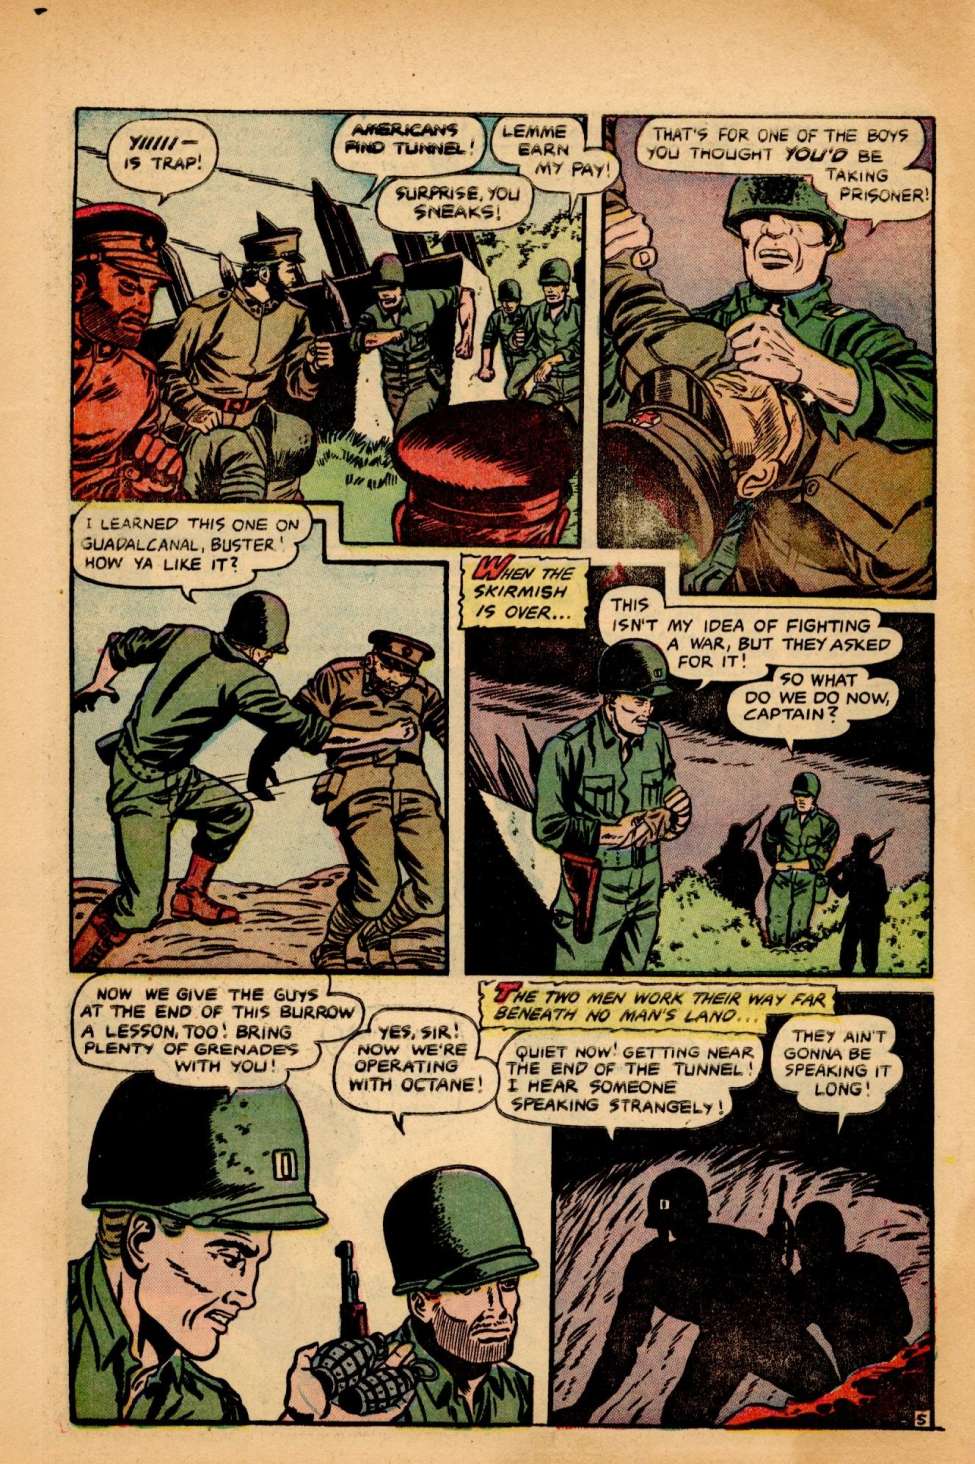 YIIIII—
IS TRAP!
AMERICANS
FIND TUNNEL!
SURPRISE, YOU
SNEAKS!
LEMME
EARN
MY PAY!
THAT'S FOR ONE OF THE BOYS
YOU THOUGHT YOU'D BE
TAKING
PRISONER!
I LEARNED THIS ONE ON
GUADALCANAL, BUSTER!
HOW YA LIKE IT?
WHEN THE
SKIRMISH
IS OVER...
THIS
ISN'T MY IDEA OF FIGHTING
A WAR, BUT THEY ASKED
FOR IT!
SO WHAT
DO WE DO NOW,
CAPTAIN?
NOW WE GIVE THE GUYS
AT THE END OF THIS BURROW
A LESSON, TOO! BRING
PLENTY OF GRENADES
WITH YOU!
YES, SIR!
NOW WE'RE
OPERATING
WITH OCTANE!
THE TWO MEN WORK THEIR WAY FAR
BENEATH NO MAN'S LAND...
QUIET NOW! GETTING NEAR
THE END OF THE TUNNEL!
I HEAR SOMEONE
SPEAKING STRANGELY!
THEY AIN'T
GONNA BE
SPEAKING IT
LONG!
5